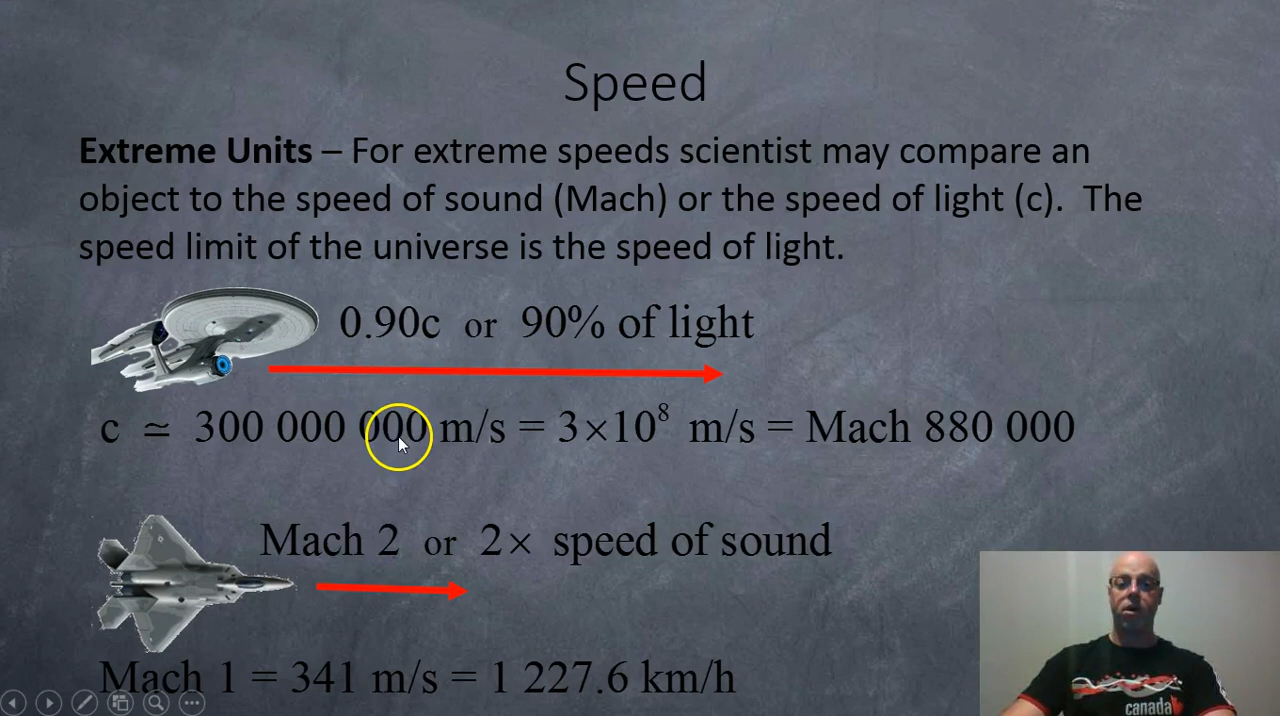 Speed
Extreme Units – For extreme speeds scientist may compare an
object to the speed of sound (Mach) or the speed of light (c).  The
speed limit of the universe is the speed of light.
0.90c or 90% of light
c ≃ 300 000 000 m/s = 3×10⁸ m/s = Mach 880 000
Mach 2 or 2× speed of sound
Mach 1 = 341 m/s = 1 227.6 km/h
canada